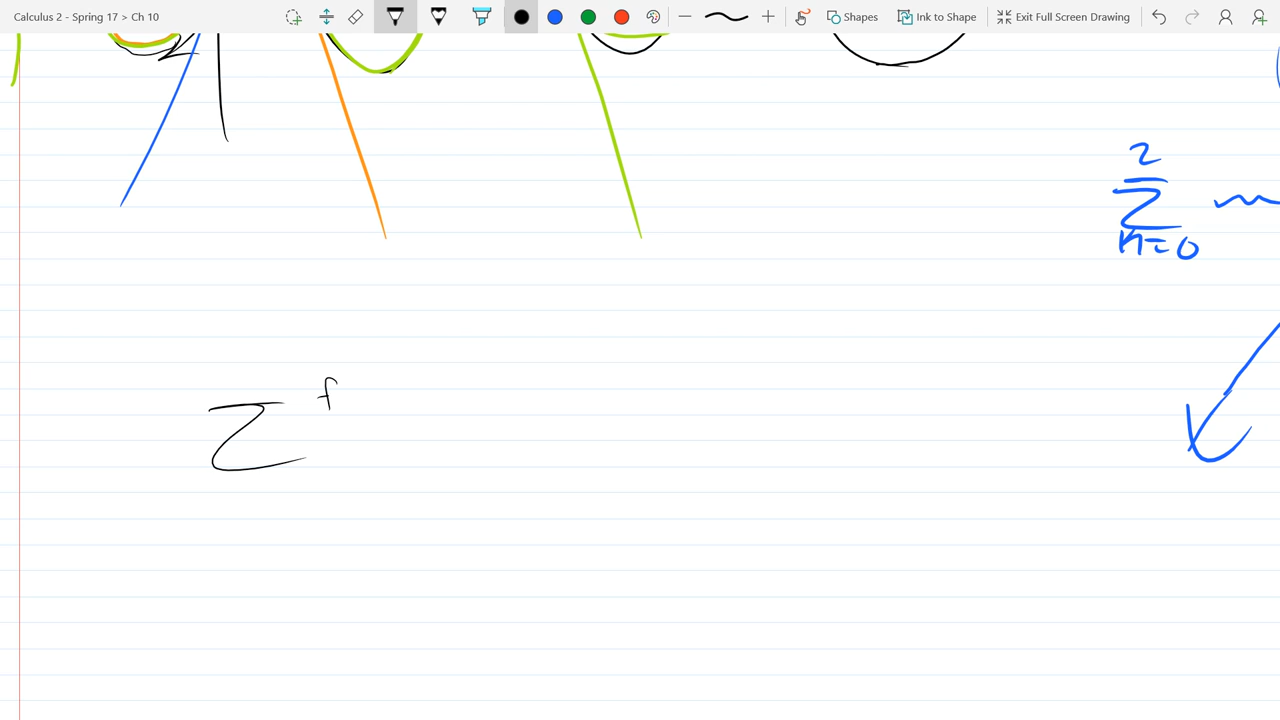 Calculus 2 - Spring 17 > Ch 10
Shapes
Ink to Shape
Exit Full Screen Drawing
2
Σ
n=0
Σ f